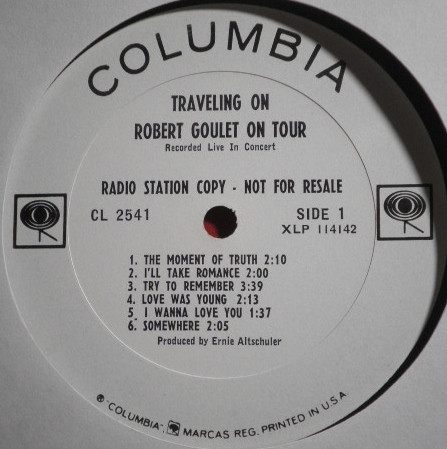 COLUMBIA
TRAVELING ON
ROBERT GOULET ON TOUR
Recorded Live In Concert
RADIO STATION COPY - NOT FOR RESALE
CL 2541
SIDE 1
XLP 114142
1. THE MOMENT OF TRUTH 2:10
2. I'LL TAKE ROMANCE 2:00
3. TRY TO REMEMBER 3:39
4. LOVE WAS YOUNG 2:13
5. I WANNA LOVE YOU 1:37
6. SOMEWHERE 2:05
Produced by Ernie Altschuler
® "COLUMBIA", MARCAS REG. PRINTED IN U.S.A